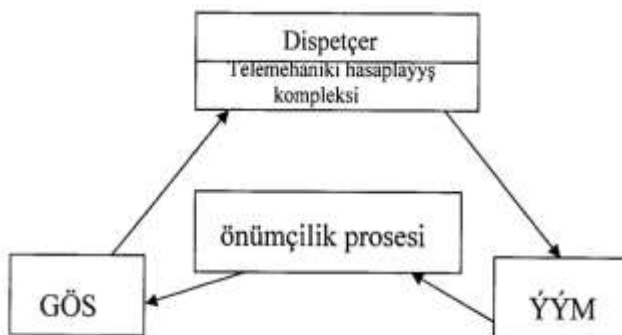 Dispetçer
Telemehaniki hasaplaýyş
kompleksi
önümçilik prosesi
GÖS
ÝÝM